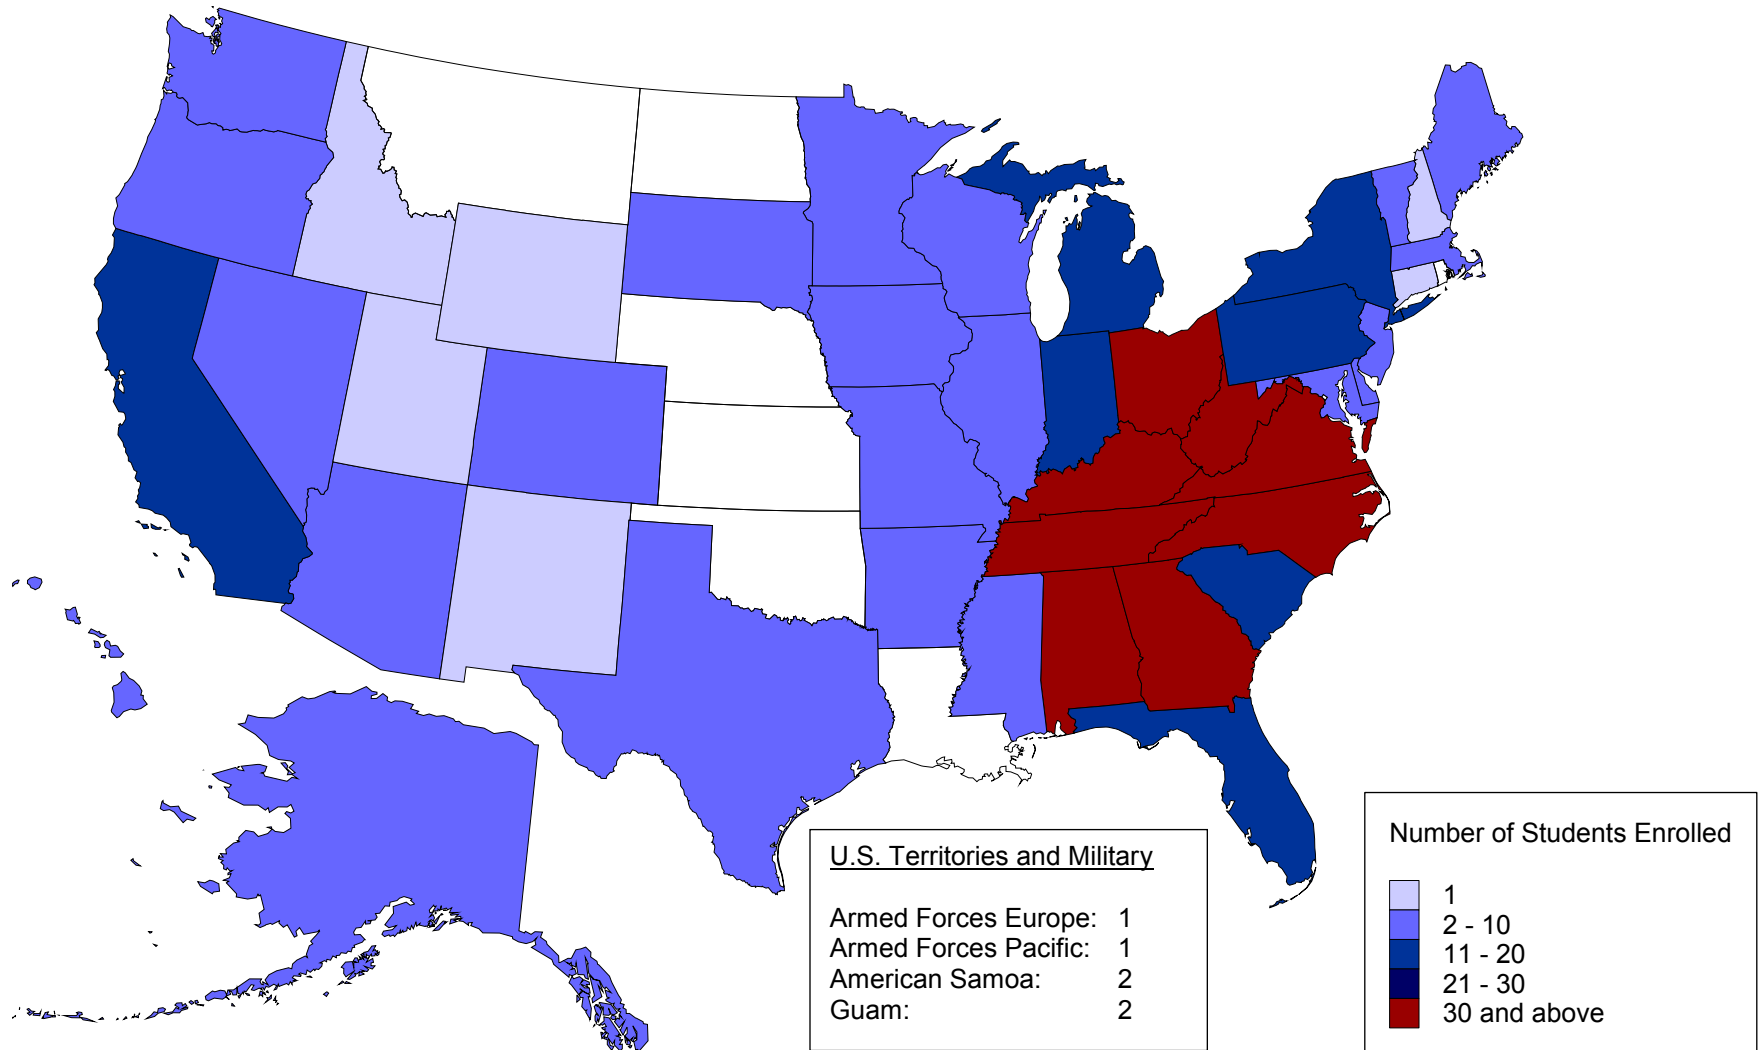 U.S. Territories and Military
Armed Forces Europe: 1
Armed Forces Pacific: 1
American Samoa: 2
Guam: 2
Number of Students Enrolled
1
2 - 10
11 - 20
21 - 30
30 and above